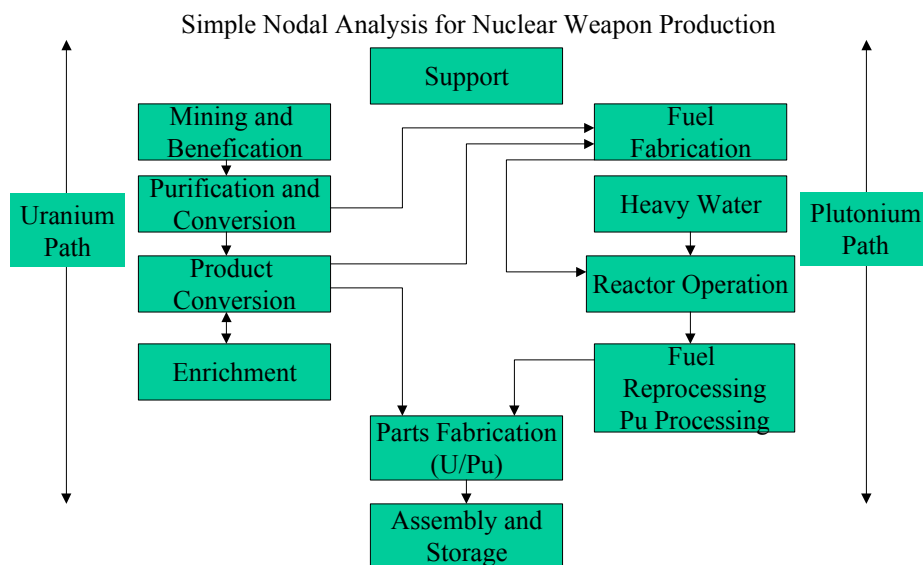 Simple Nodal Analysis for Nuclear Weapon Production
Support
Mining and
Benefication
Fuel
Fabrication
Purification and
Conversion
Heavy Water
Uranium
Path
Plutonium
Path
Product
Conversion
Reactor Operation
Enrichment
Fuel
Reprocessing
Pu Processing
Parts Fabrication
(U/Pu)
Assembly and
Storage